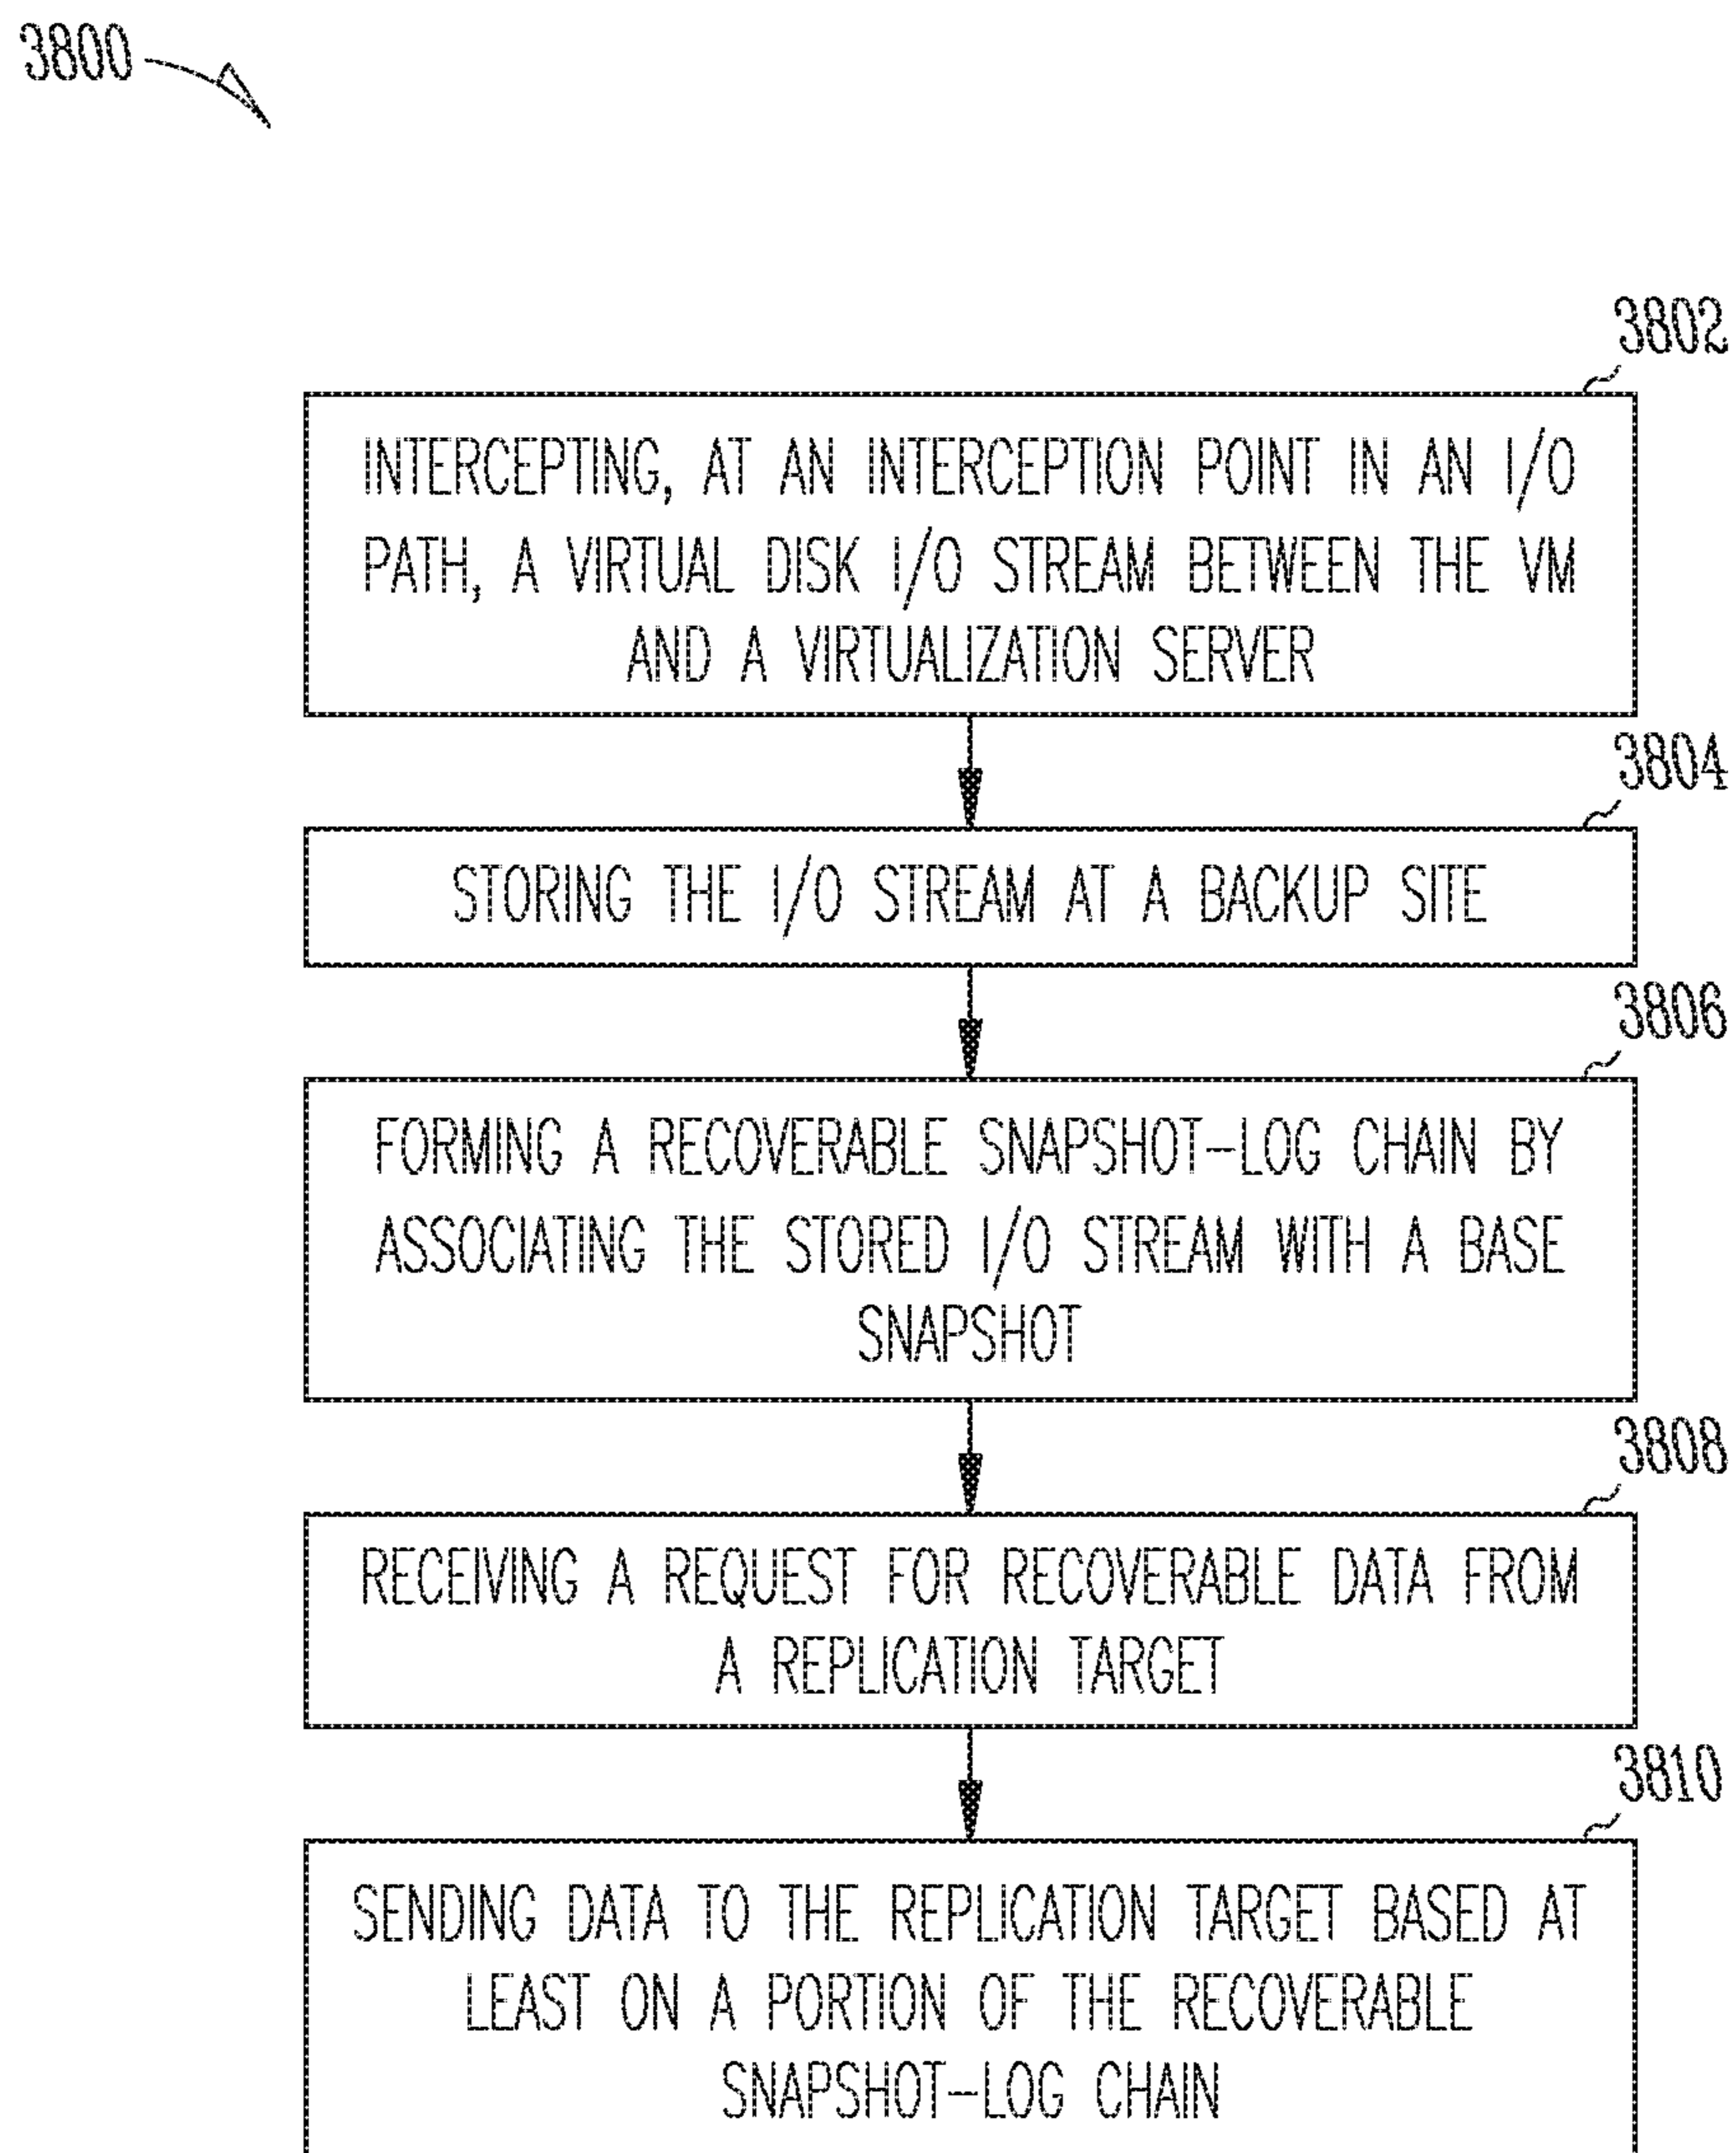 3800
3802
INTERCEPTING, AT AN INTERCEPTION POINT IN AN I/O
PATH, A VIRTUAL DISK I/O STREAM BETWEEN THE VM
AND A VIRTUALIZATION SERVER
3804
STORING THE I/O STREAM AT A BACKUP SITE
3806
FORMING A RECOVERABLE SNAPSHOT-LOG CHAIN BY
ASSOCIATING THE STORED I/O STREAM WITH A BASE
SNAPSHOT
3808
RECEIVING A REQUEST FOR RECOVERABLE DATA FROM
A REPLICATION TARGET
3810
SENDING DATA TO THE REPLICATION TARGET BASED AT
LEAST ON A PORTION OF THE RECOVERABLE
SNAPSHOT-LOG CHAIN